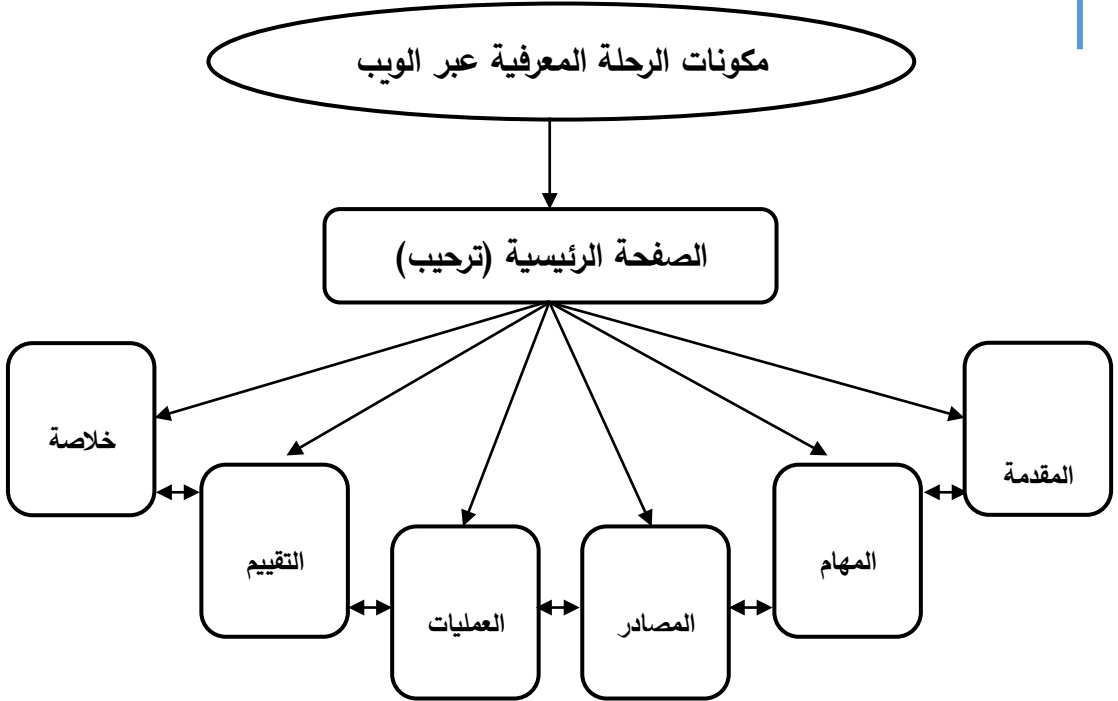 مكونات الرحلة المعرفية عبر الويب
الصفحة الرئيسية (ترحيب)
المقدمة
المهام
المصادر
العمليات
التقييم
خلاصة